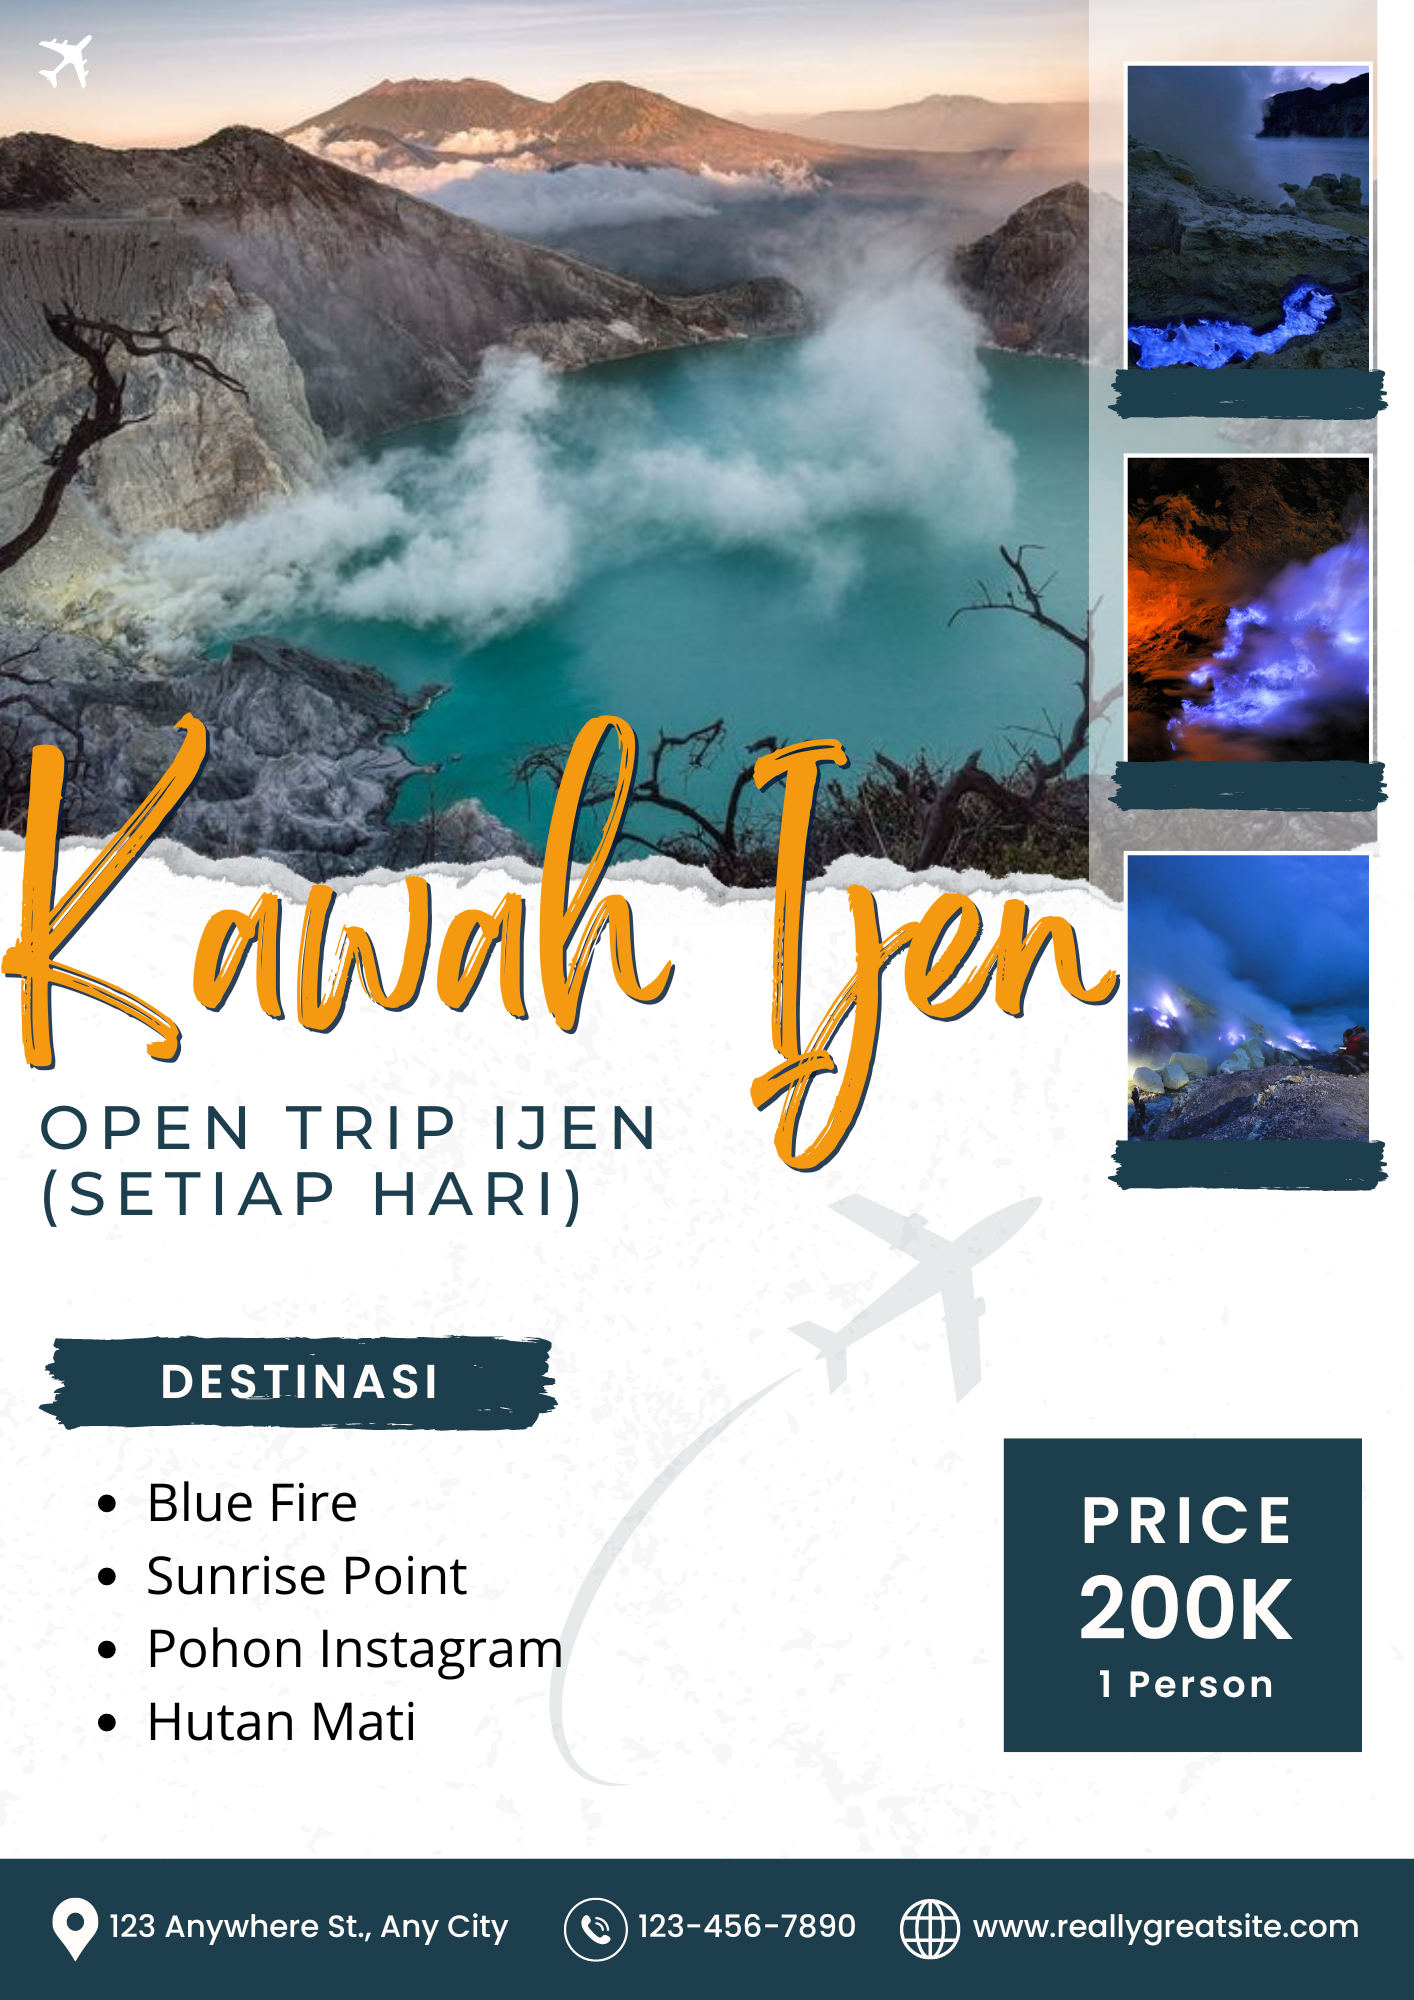 Kawah Ijen
OPEN TRIP IJEN
(SETIAP HARI)
DESTINASI
• Blue Fire
• Sunrise Point
• Pohon Instagram
• Hutan Mati
PRICE
200K
1 Person
123 Anywhere St., Any City
123-456-7890
www.reallygreatsite.com